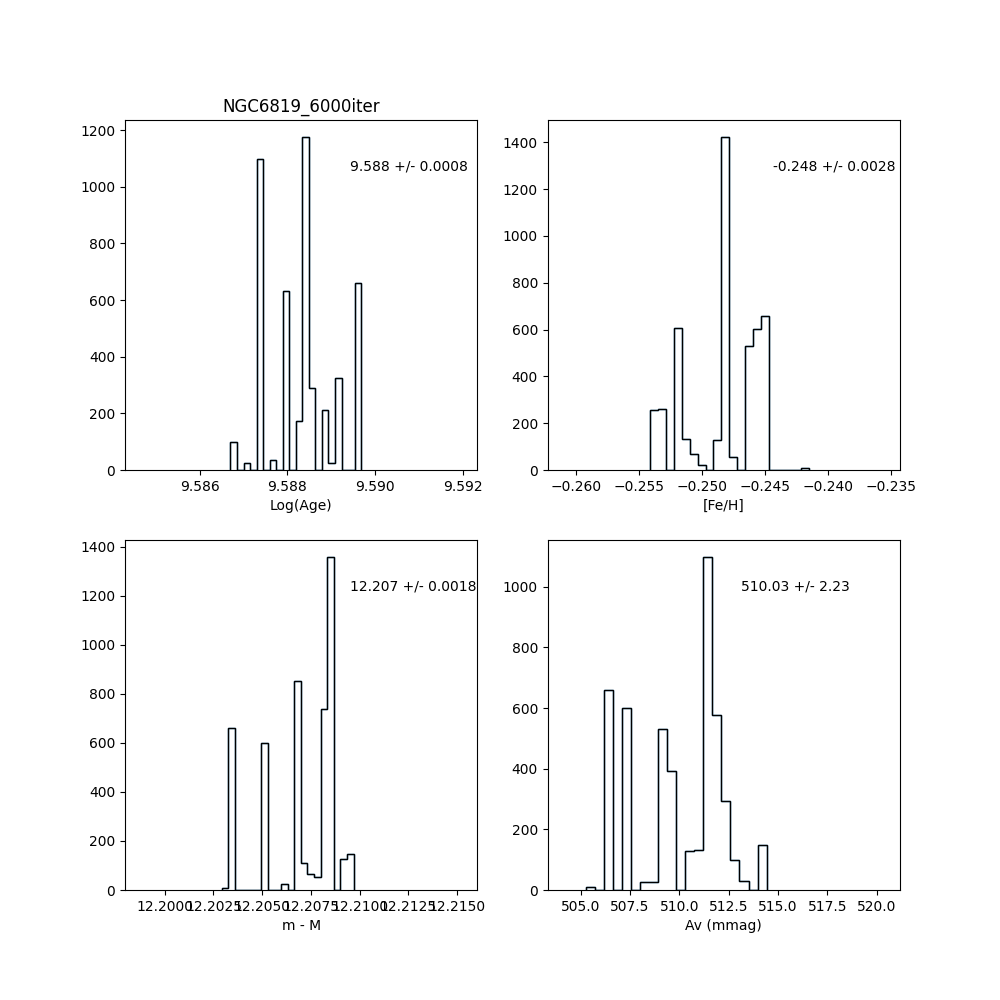 NGC6819_6000iter
1200
1000
800
600
400
200
0
9.588 +/- 0.0008
9.586 9.588 9.590 9.592
Log(Age)
1400
1200
1000
800
600
400
200
0
-0.248 +/- 0.0028
−0.260 −0.255 −0.250 −0.245 −0.240 −0.235
[Fe/H]
1400
1200
1000
800
600
400
200
0
12.207 +/- 0.0018
12.2000 12.2025 12.2050 12.2075 12.2100 12.2125 12.2150
m - M
1000
800
600
400
200
0
510.03 +/- 2.23
505.0 507.5 510.0 512.5 515.0 517.5 520.0
Av (mmag)